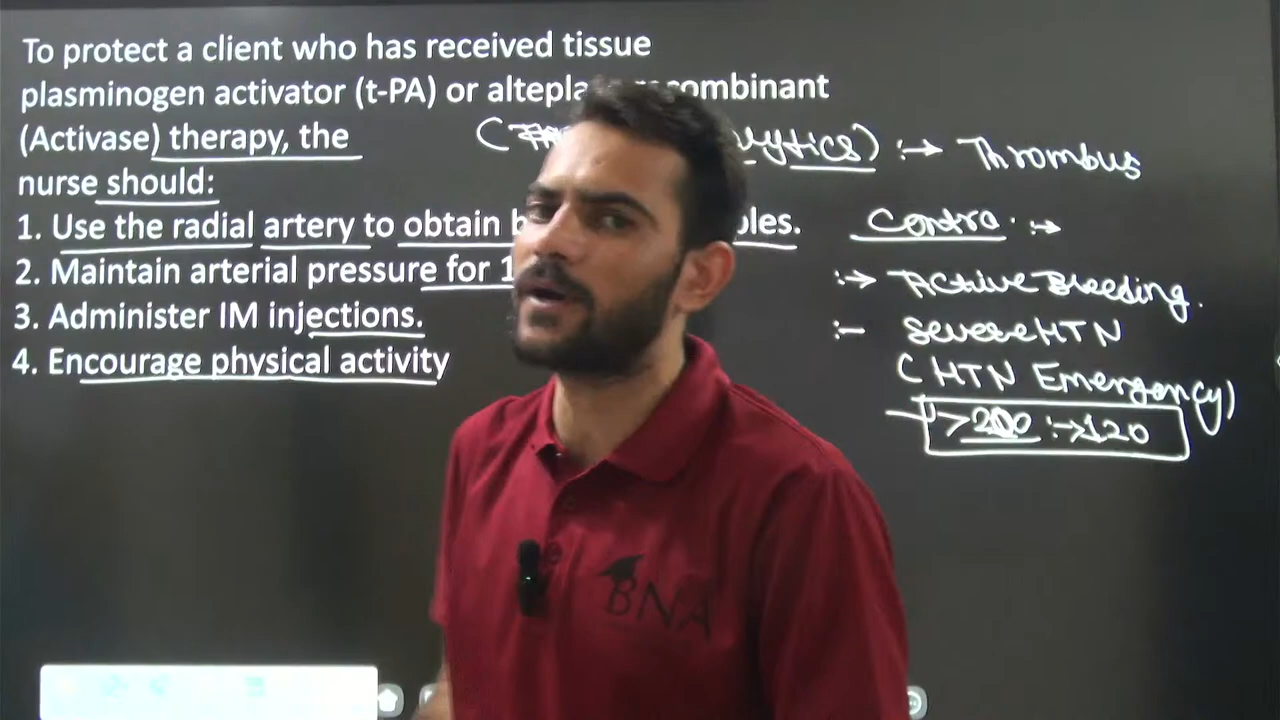 To protect a client who has received tissue
plasminogen activator (t-PA) or recombinant
(Activase) therapy, the
nurse should:
1. Use the radial artery to obtain
2. Maintain arterial pressure for
3. Administer IM injections.
4. Encourage physical activity
:→ Thrombus
Contra :→
:→ Active Bleeding.
:- Severe HTN
(HTN Emergency)
>200 :→120
BNA